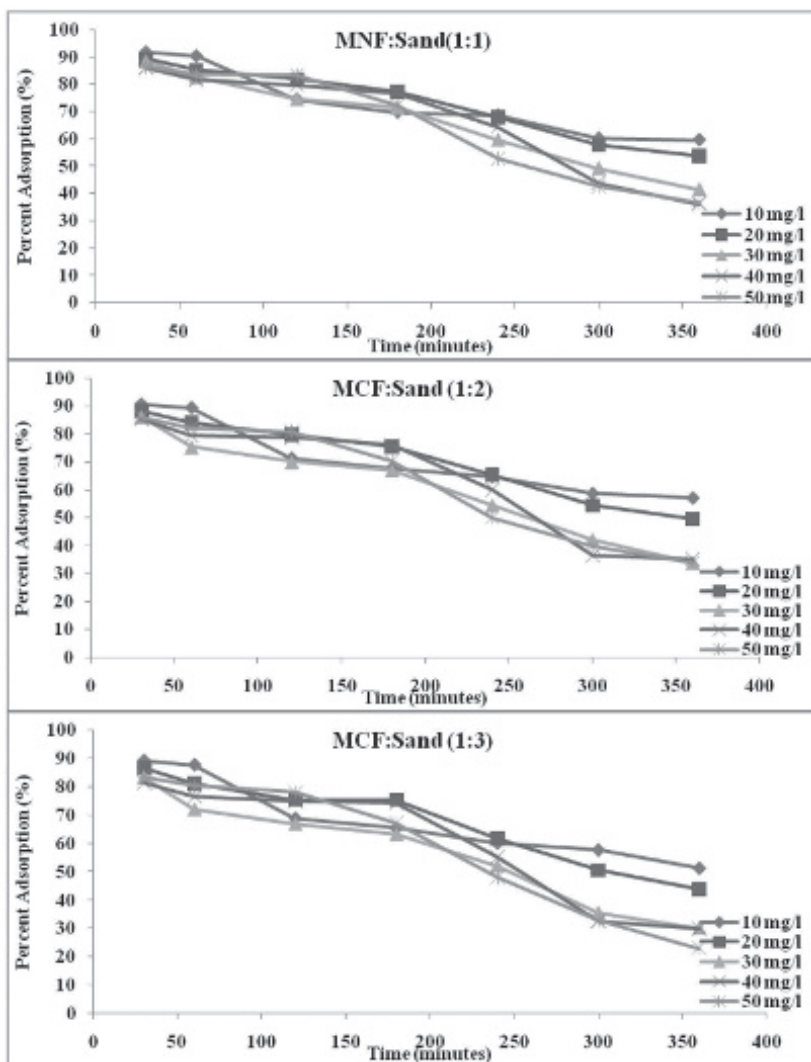 MNF:Sand(1:1)
Percent Adsorption (%)
100
90
80
70
60
50
40
30
20
10
0
0 50 100 150 200 250 300 350 400
Time (minutes)
10 mg/l
20 mg/l
30 mg/l
40 mg/l
50 mg/l
MCF:Sand (1:2)
Percent Adsorption (%)
100
90
80
70
60
50
40
30
20
10
0
0 50 100 150 200 250 300 350 400
Time (minutes)
10 mg/l
20 mg/l
30 mg/l
40 mg/l
50 mg/l
MCF:Sand (1:3)
Percent Adsorption (%)
100
90
80
70
60
50
40
30
20
10
0
0 50 100 150 200 250 300 350 400
Time (minutes)
10 mg/l
20 mg/l
30 mg/l
40 mg/l
50 mg/l